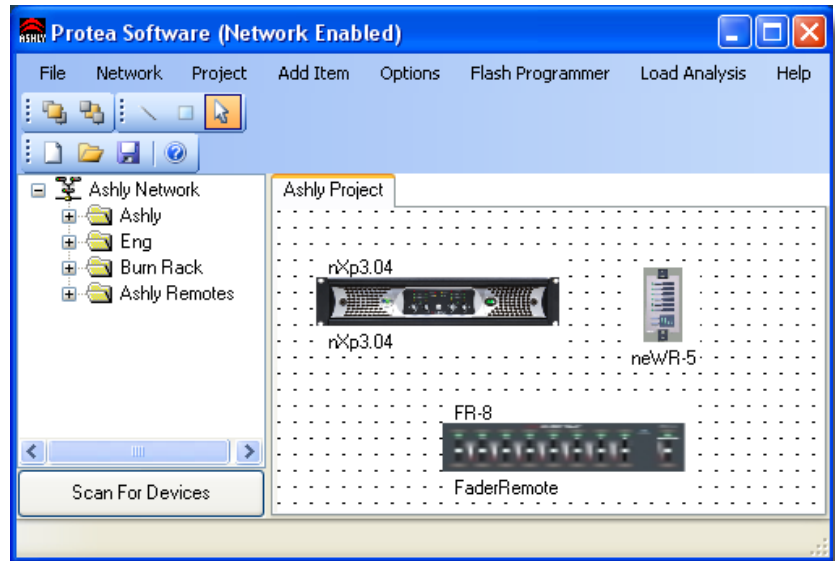 ASHLY Protea Software (Network Enabled)
File Network Project Add Item Options Flash Programmer Load Analysis Help
Ashly Network
Ashly
Eng
Burn Rack
Ashly Remotes
Scan For Devices
Ashly Project
nXp3.04
nXp3.04
neWR-5
FR-8
FaderRemote